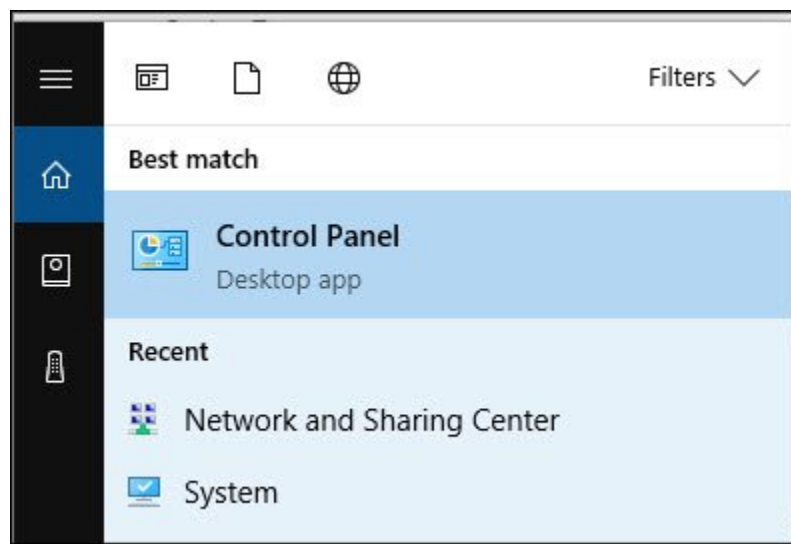 Filters
Best match
Control Panel
Desktop app
Recent
Network and Sharing Center
System